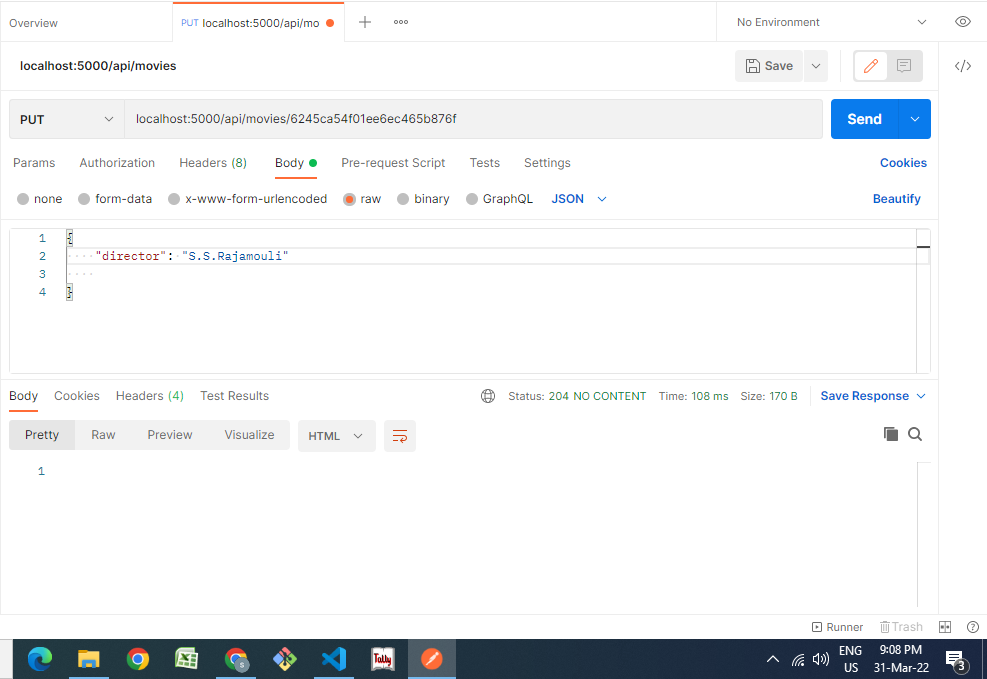 Overview
PUT localhost:5000/api/mo
No Environment
localhost:5000/api/movies
Save
PUT
localhost:5000/api/movies/6245ca54f01ee6ec465b876f
Send
Params Authorization Headers (8) Body Pre-request Script Tests Settings Cookies
none form-data x-www-form-urlencoded raw binary GraphQL JSON Beautify
1 {
2 "director": "S.S.Rajamouli"
3
4 }
Body Cookies Headers (4) Test Results Status: 204 NO CONTENT Time: 108 ms Size: 170 B Save Response
Pretty Raw Preview Visualize HTML
1
Runner Trash
S
Tally
ENG
US
9:08 PM
31-Mar-22
3